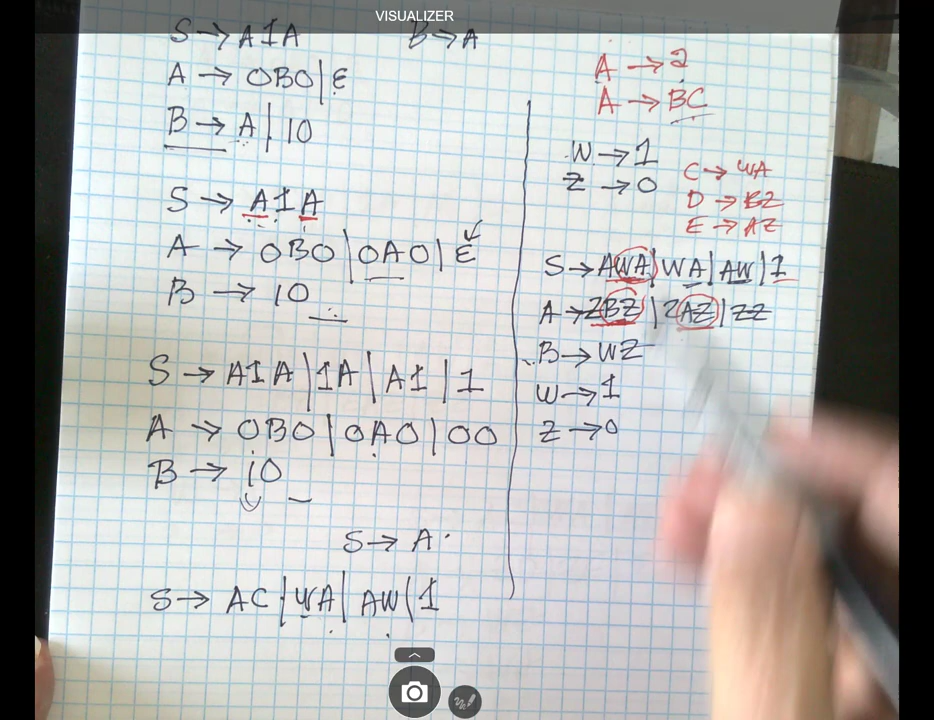 VISUALIZER
S → A1A
B → A
A → 0B0 | ε
B → A | 10
S → A1A
A → 0B0 | 0A0 | ε
B → 10
S → A1A | 1A | A1 | 1
A → 0B0 | 0A0 | 00
B → 10
S → A
S → AC | WA | AW | 1
A → a
A → BC
W → 1
Z → 0
C → WA
D → BZ
E → AZ
S → AWA | WA | AW | 1
A → ZBZ | ZAZ | ZZ
B → WZ
W → 1
Z → 0